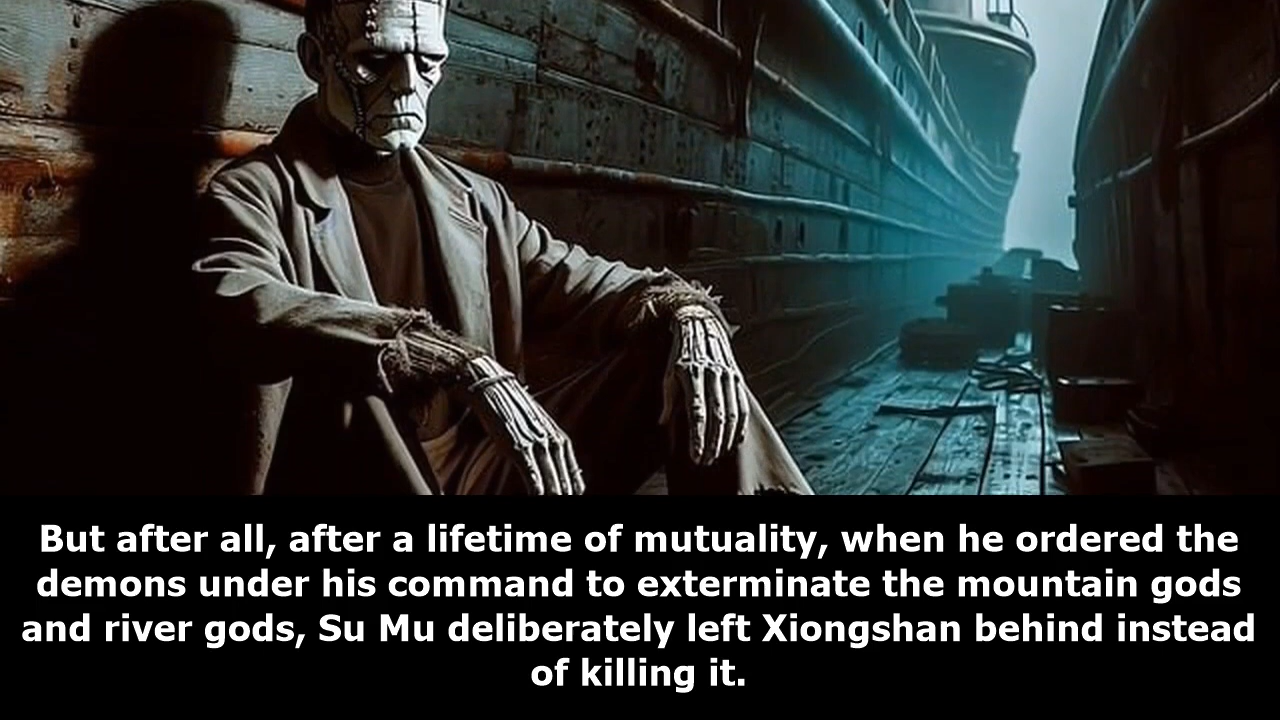 But after all, after a lifetime of mutuality, when he ordered the
demons under his command to exterminate the mountain gods
and river gods, Su Mu deliberately left Xiongshan behind instead
of killing it.